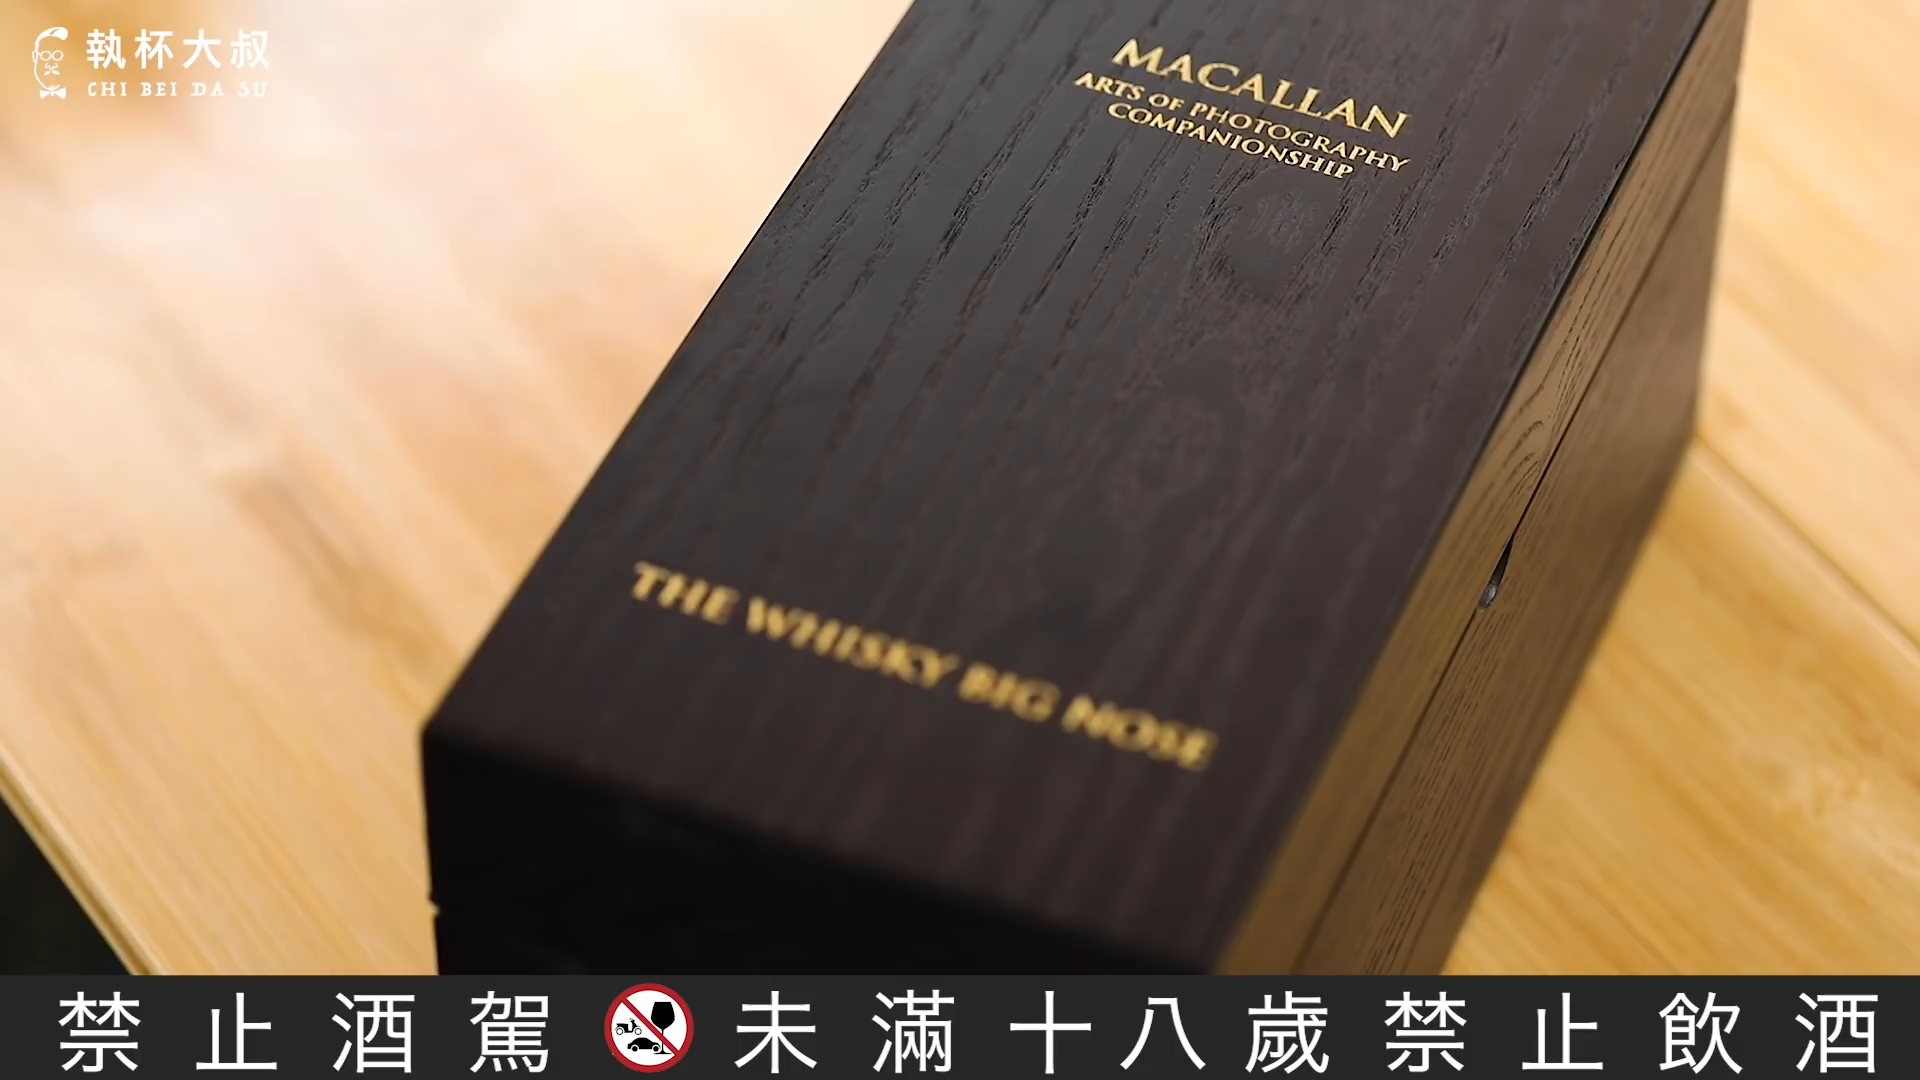 執杯大叔
CHI BEI DA SU
MACALLAN
ARTS OF PHOTOGRAPHY
COMPANIONSHIP
THE WHISKY BIG NOSE
禁止酒駕 未滿十八歲禁止飲酒